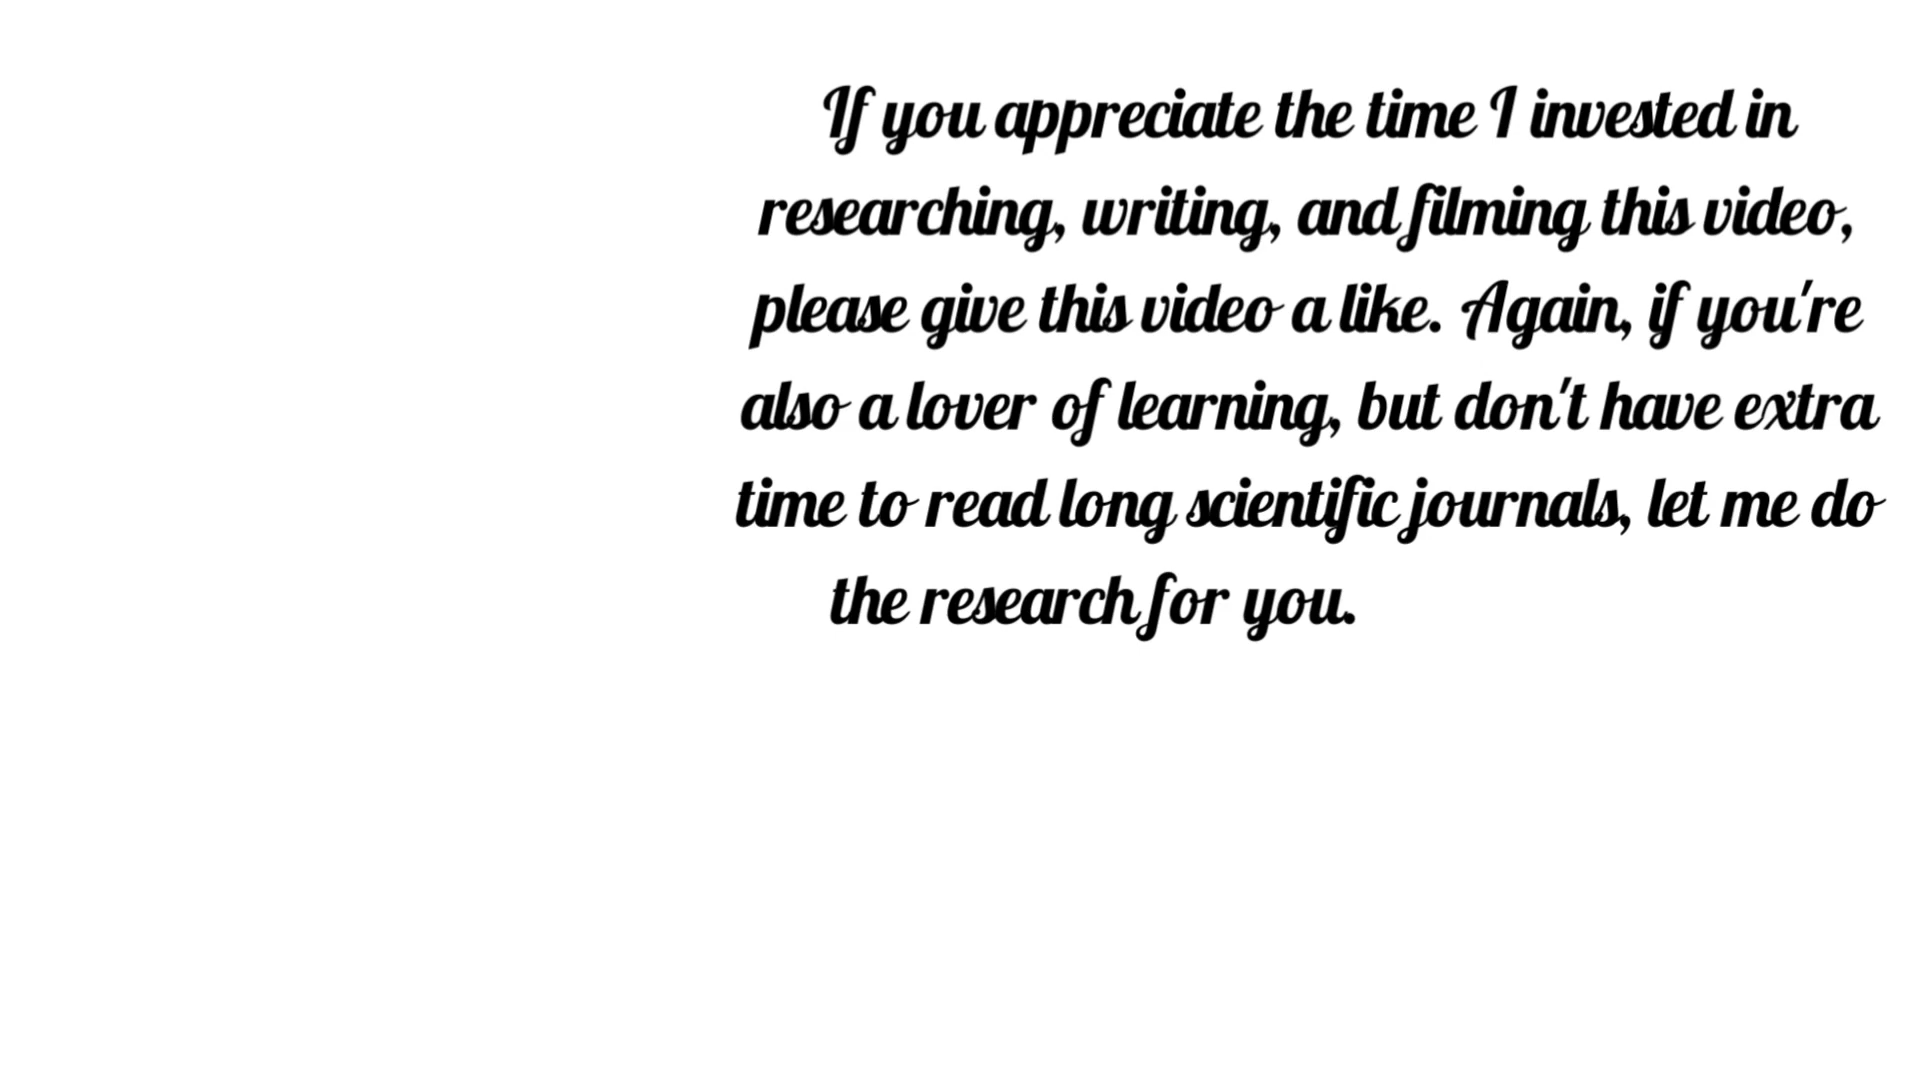 If you appreciate the time I invested in
researching, writing, and filming this video,
please give this video a like. Again, if you're
also a lover of learning, but don't have extra
time to read long scientific journals, let me do
the research for you.